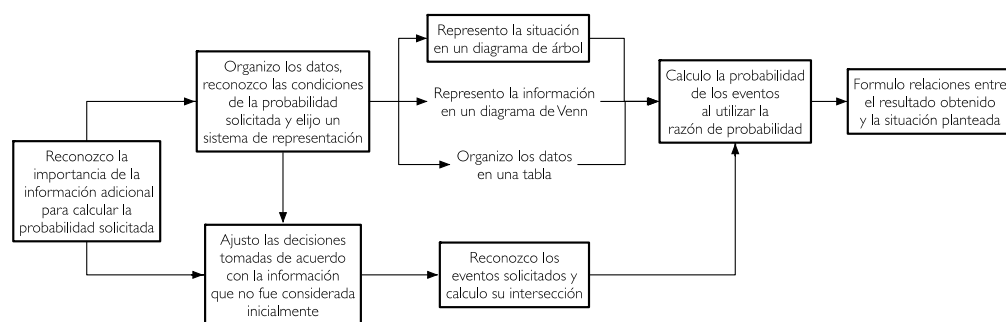 Reconozco la
importancia de la
información adicional
para calcular la
probabilidad solicitada
Organizo los datos,
reconozco las condiciones
de la probabilidad
solicitada y elijo un
sistema de representación
Ajusto las decisiones
tomadas de acuerdo
con la información
que no fue considerada
inicialmente
Represento la situación
en un diagrama de árbol
Represento la información
en un diagrama de Venn
Organizo los datos
en una tabla
Reconozco los
eventos solicitados y
calculo su intersección
Calculo la probabilidad
de los eventos
al utilizar la
razón de probabilidad
Formulo relaciones entre
el resultado obtenido
y la situación planteada